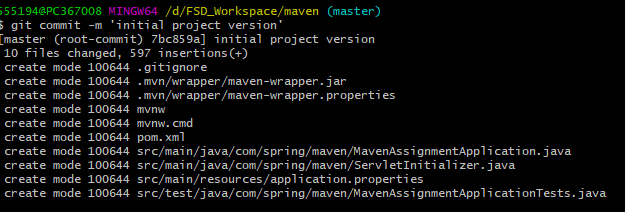 555194@PC367008 MINGW64 /d/FSD_Workspace/maven (master)
$ git commit -m 'initial project version'
[master (root-commit) 7bc859a] initial project version
10 files changed, 597 insertions(+)
create mode 100644 .gitignore
create mode 100644 .mvn/wrapper/maven-wrapper.jar
create mode 100644 .mvn/wrapper/maven-wrapper.properties
create mode 100644 mvnw
create mode 100644 mvnw.cmd
create mode 100644 pom.xml
create mode 100644 src/main/java/com/spring/maven/MavenAssignmentApplication.java
create mode 100644 src/main/java/com/spring/maven/ServletInitializer.java
create mode 100644 src/main/resources/application.properties
create mode 100644 src/test/java/com/spring/maven/MavenAssignmentApplicationTests.java